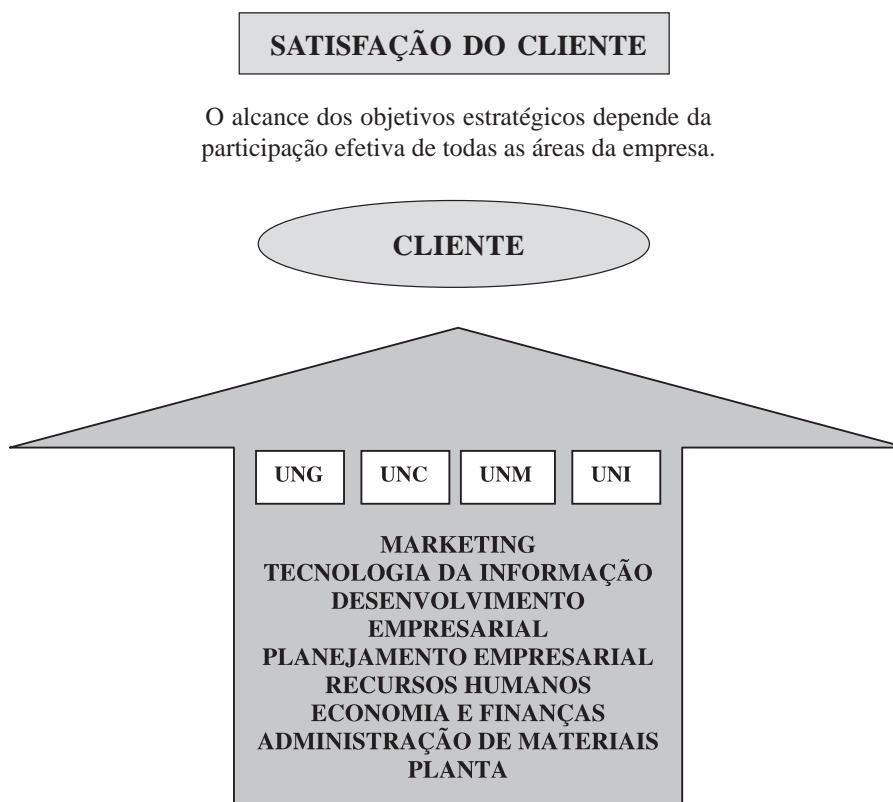 SATISFAÇÃO DO CLIENTE
O alcance dos objetivos estratégicos depende da
participação efetiva de todas as áreas da empresa.
CLIENTE
UNG UNC UNM UNI
MARKETING
TECNOLOGIA DA INFORMAÇÃO
DESENVOLVIMENTO
EMPRESARIAL
PLANEJAMENTO EMPRESARIAL
RECURSOS HUMANOS
ECONOMIA E FINANÇAS
ADMINISTRAÇÃO DE MATERIAIS
PLANTA